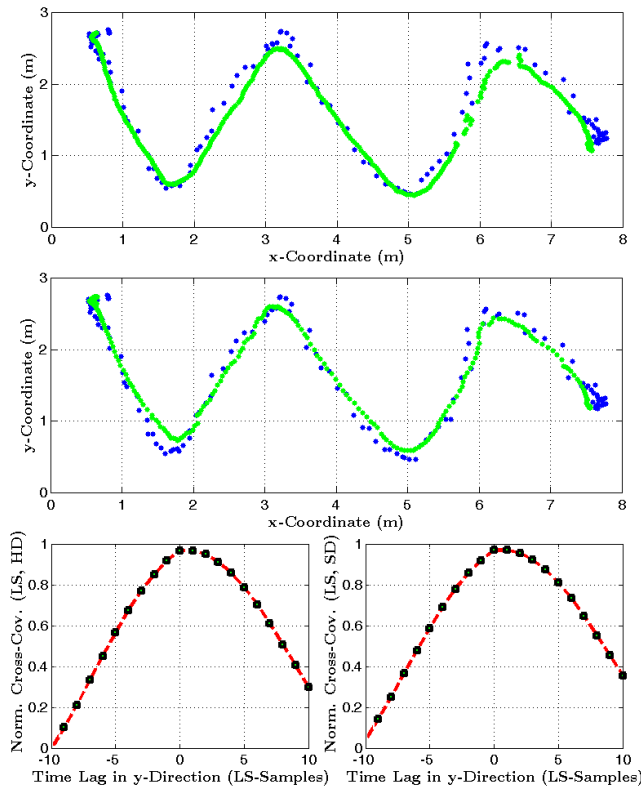 3
2
1
0
y-Coordinate (m)
0 1 2 3 4 5 6 7 8
x-Coordinate (m)
3
2
1
0
y-Coordinate (m)
0 1 2 3 4 5 6 7 8
x-Coordinate (m)
1
0.8
0.6
0.4
0.2
0
Norm. Cross-Cov. (LS, HD)
-10 -5 0 5 10
Time Lag in y-Direction (LS-Samples)
1
0.8
0.6
0.4
0.2
0
Norm. Cross-Cov. (LS, SD)
-10 -5 0 5 10
Time Lag in y-Direction (LS-Samples)